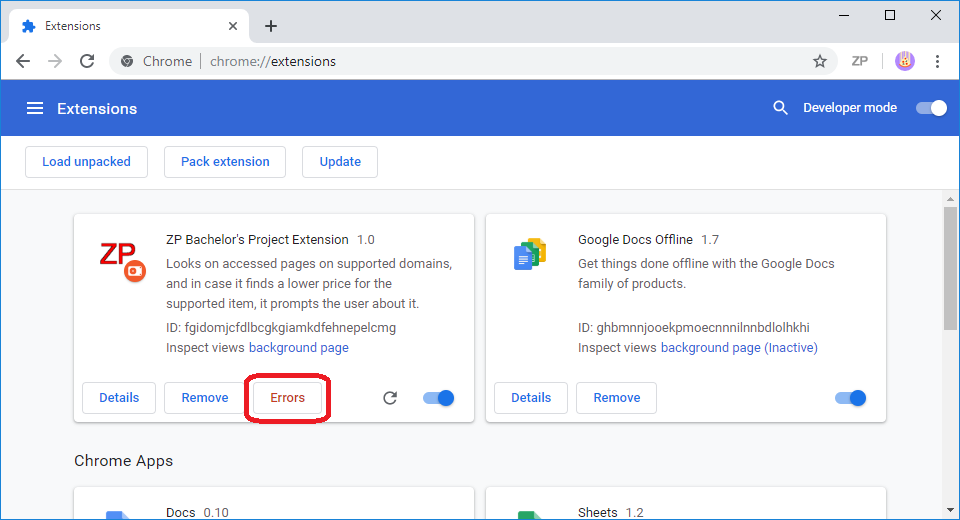 Extensions
Chrome
chrome://extensions
ZP
Extensions
Developer mode
Load unpacked
Pack extension
Update
ZP
ZP Bachelor's Project Extension 1.0
Looks on accessed pages on supported domains,
and in case it finds a lower price for the
supported item, it prompts the user about it.
ID: fgidomjcfdlbcgkgiamkdfehnepelcmg
Inspect views background page
Details
Remove
Errors
Google Docs Offline 1.7
Get things done offline with the Google Docs
family of products.
ID: ghbmnnjooekpmoecnnnilnnbdlolhkhi
Inspect views background page (Inactive)
Details
Remove
Chrome Apps
Docs 0.10
Sheets 1.2